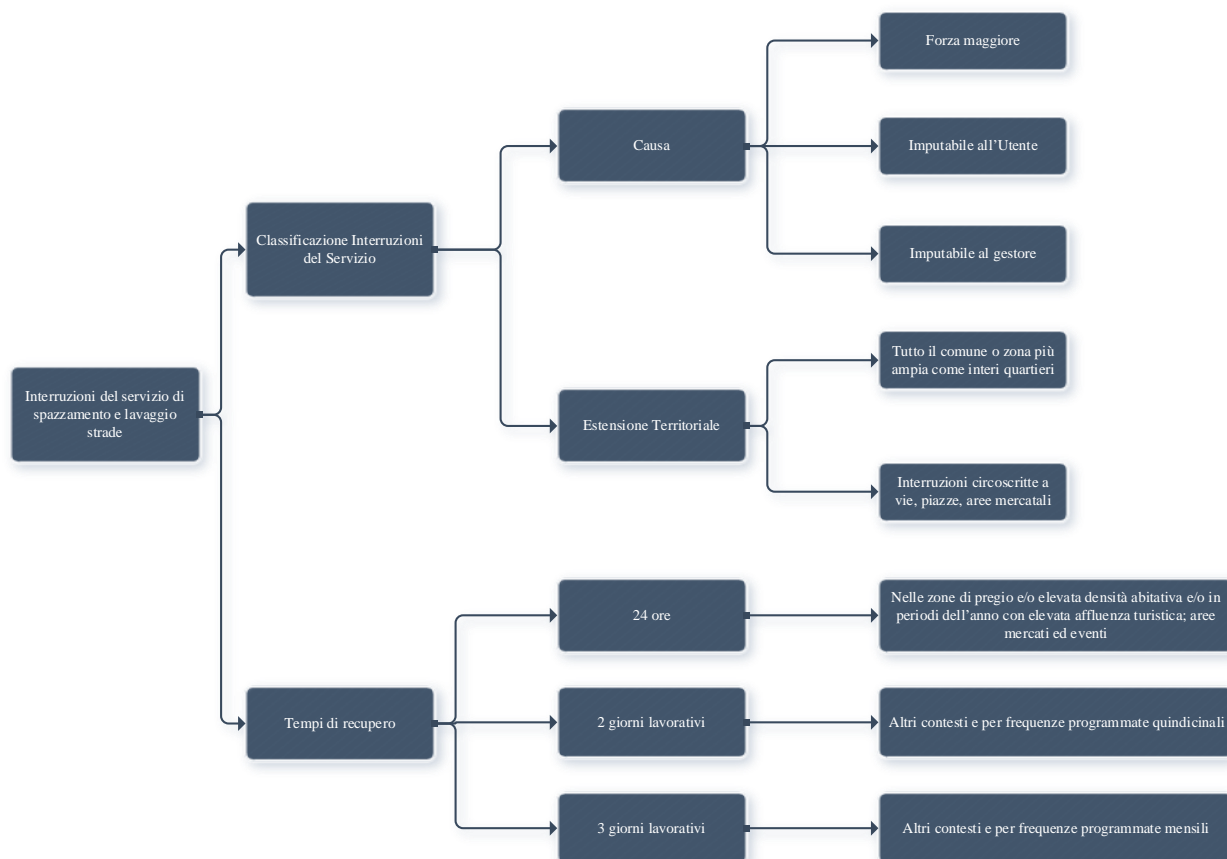 Forza maggiore
Causa
Imputabile all'Utente
Classificazione Interruzioni
del Servizio
Imputabile al gestore
Tutto il comune o zona più
ampia come interi quartieri
Interruzioni del servizio di
spazzamento e lavaggio
strade
Estensione Territoriale
Interruzioni circoscritte a
vie, piazze, aree mercatali
24 ore
Nelle zone di pregio e/o elevata densità abitativa e/o in
periodi dell'anno con elevata affluenza turistica; aree
mercati ed eventi
Tempi di recupero
2 giorni lavorativi
Altri contesti e per frequenze programmate quindicinali
3 giorni lavorativi
Altri contesti e per frequenze programmate mensili